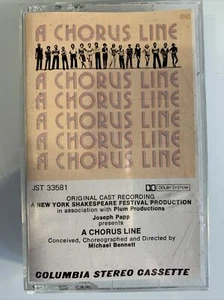 A CHORUS LINE
A CHORUS LINE
A CHORUS LINE
A CHORUS LINE
A CHORUS LINE
A CHORUS LINE
JST 33581
DOLBY SYSTEM
ORIGINAL CAST RECORDING
A NEW YORK SHAKESPEARE FESTIVAL PRODUCTION
in association with Plum Productions
Joseph Papp
presents
A CHORUS LINE
Conceived, Choreographed and Directed by
Michael Bennett
COLUMBIA STEREO CASSETTE